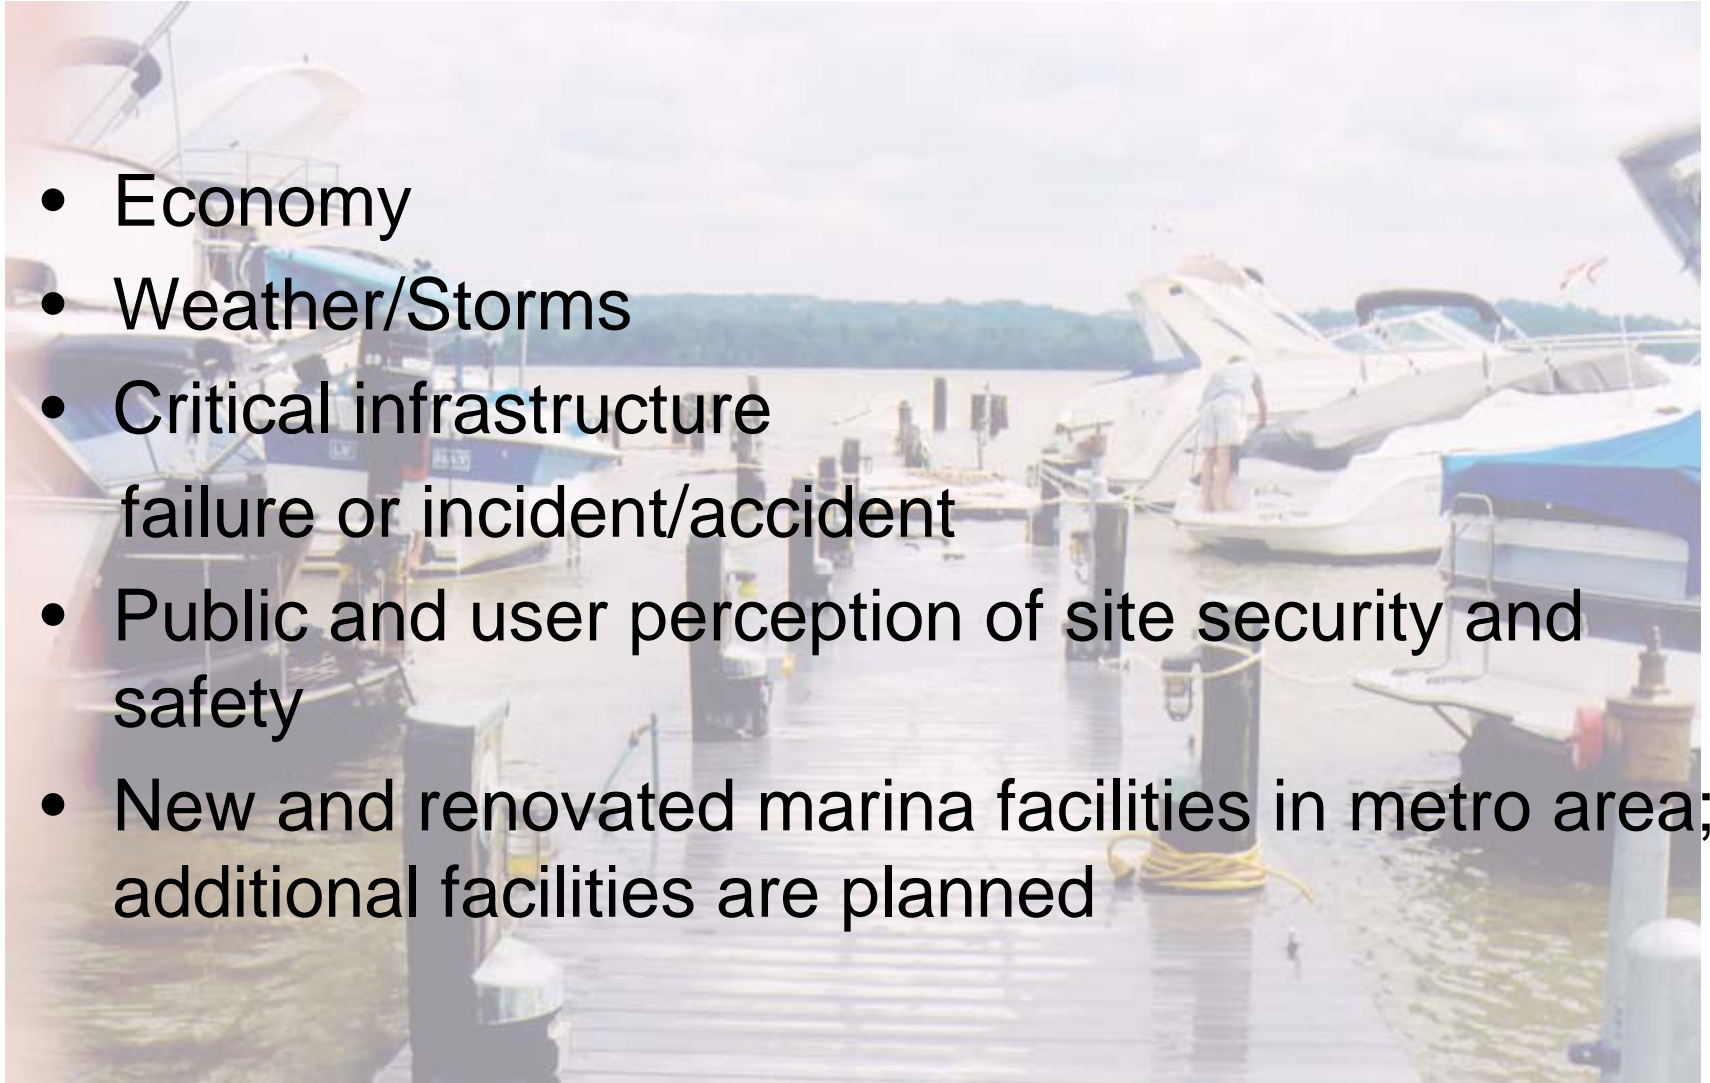 • Economy
• Weather/Storms
• Critical infrastructure
failure or incident/accident
• Public and user perception of site security and
safety
• New and renovated marina facilities in metro area;
additional facilities are planned